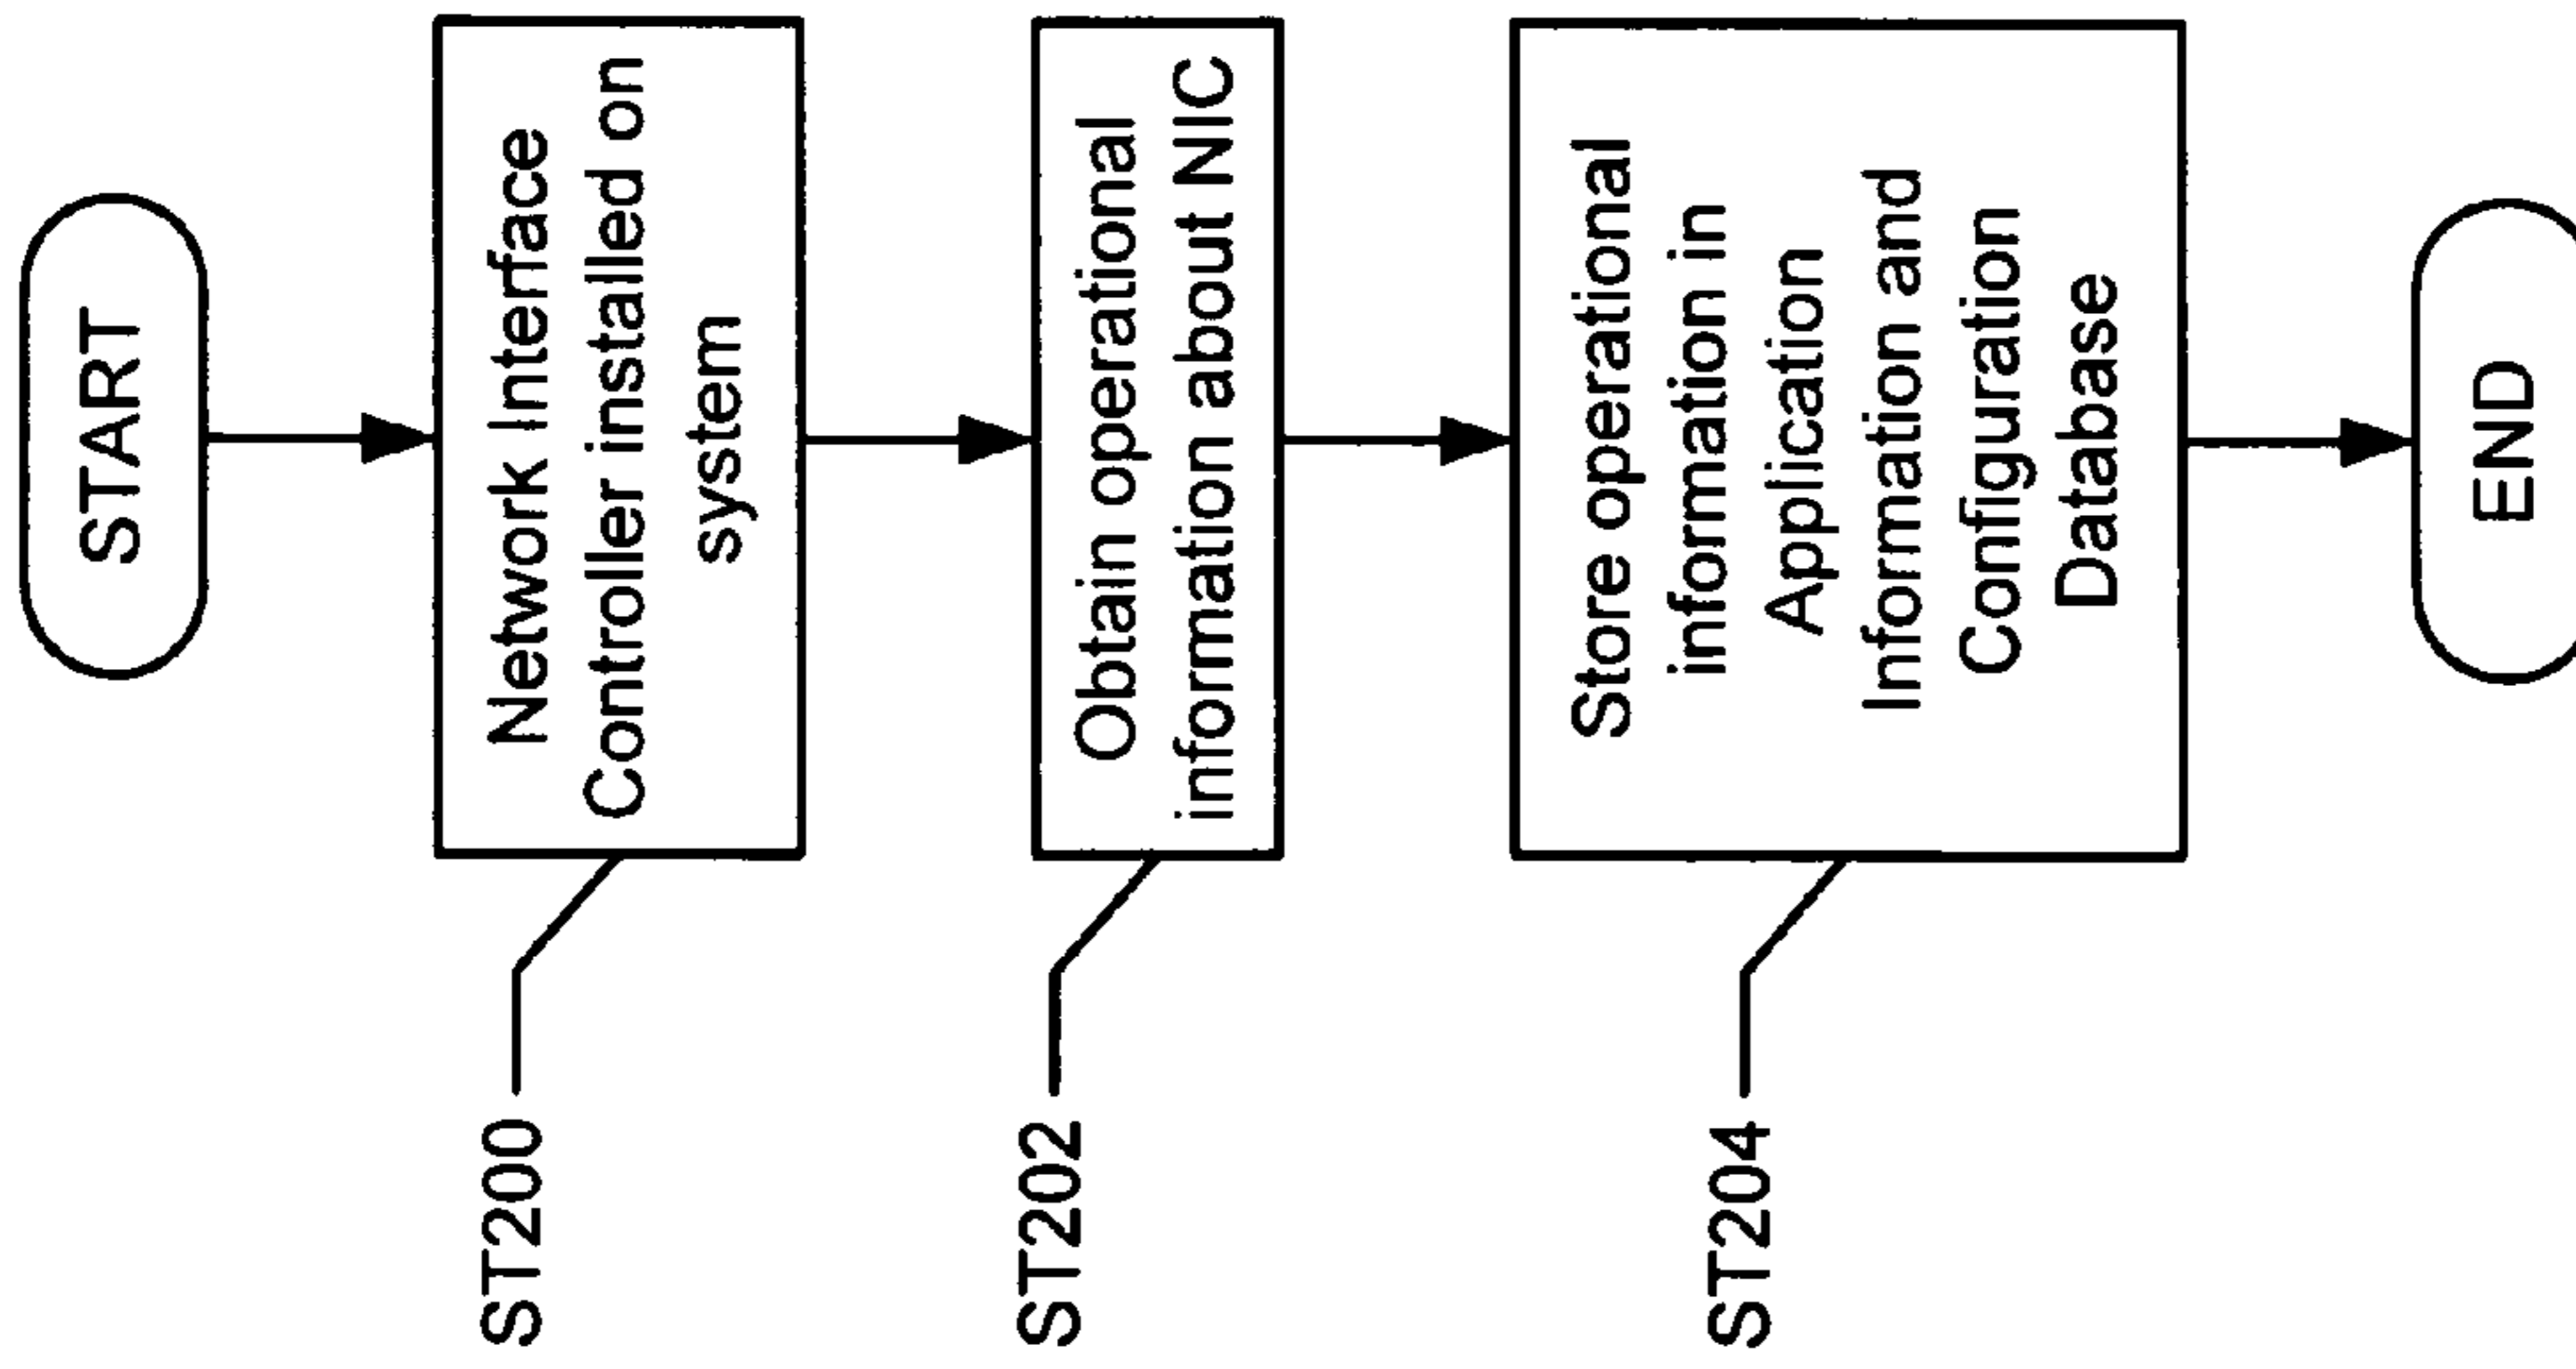 START
ST200
Network Interface
Controller installed on
system
ST202
Obtain operational
information about NIC
ST204
Store operational
information in
Application
Information and
Configuration
Database
END